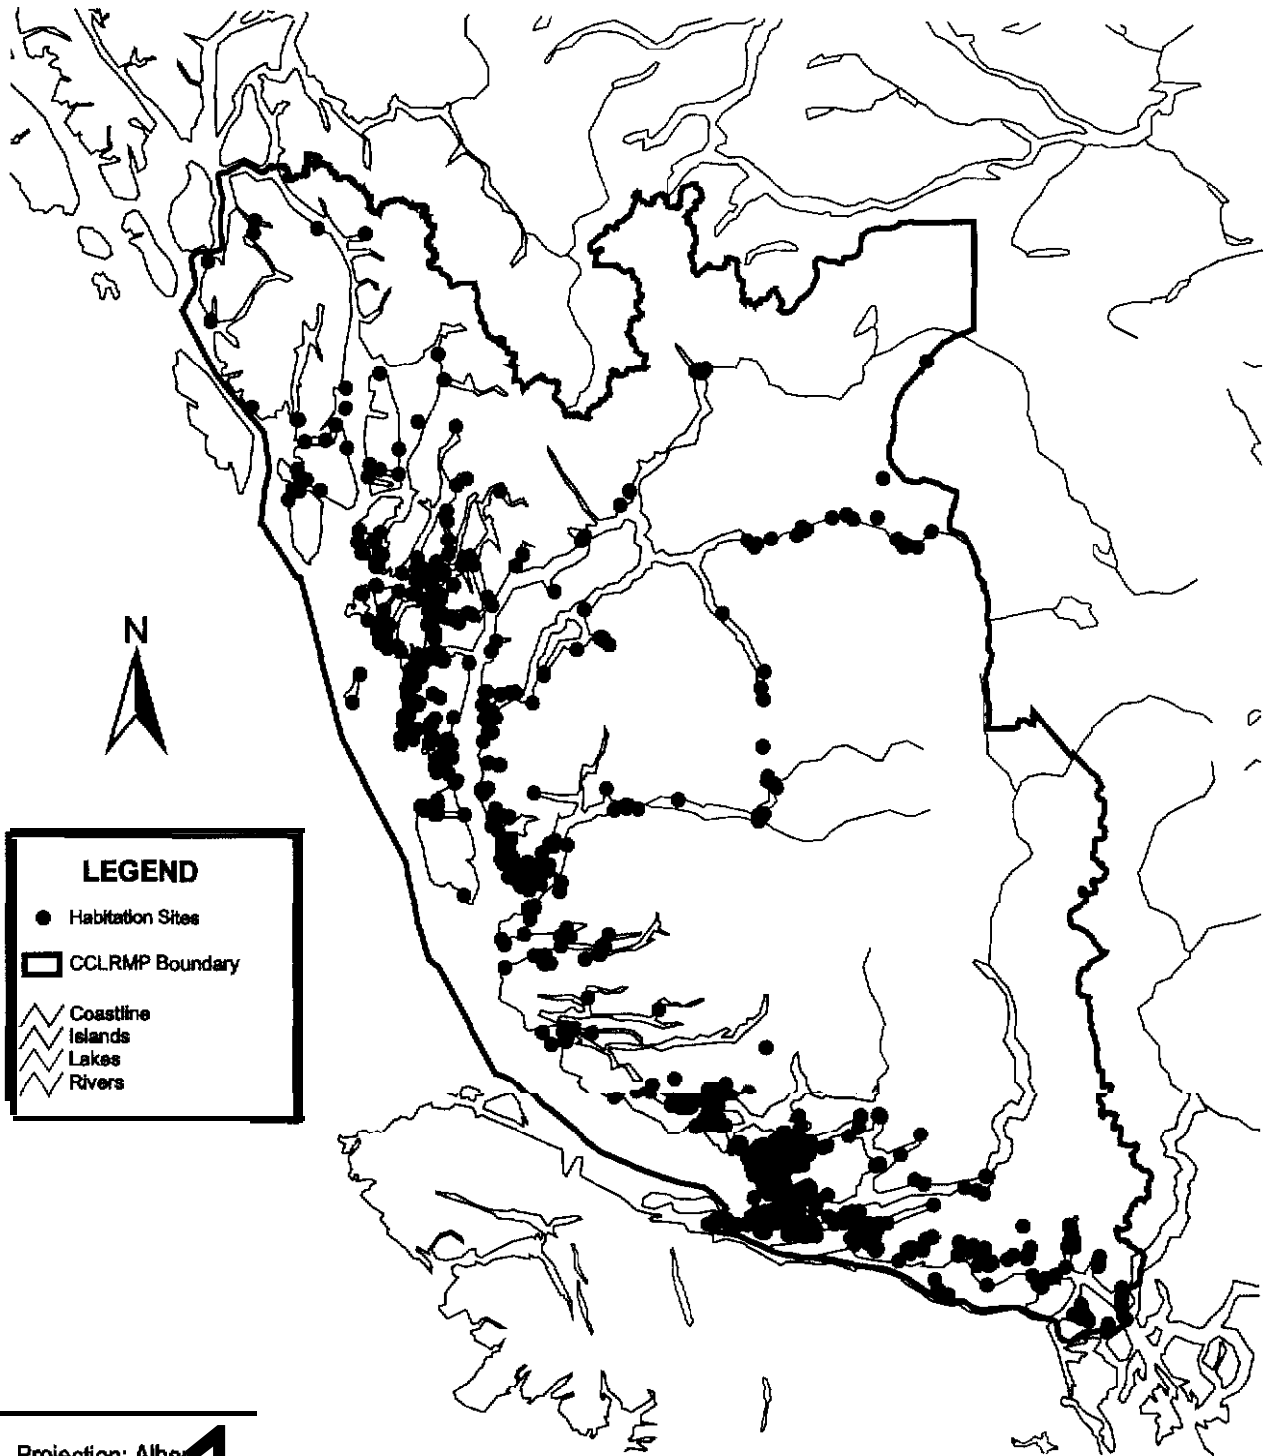 N
LEGEND
Habitation Sites
CCLRMP Boundary
Coastline
Islands
Lakes
Rivers
Projection: